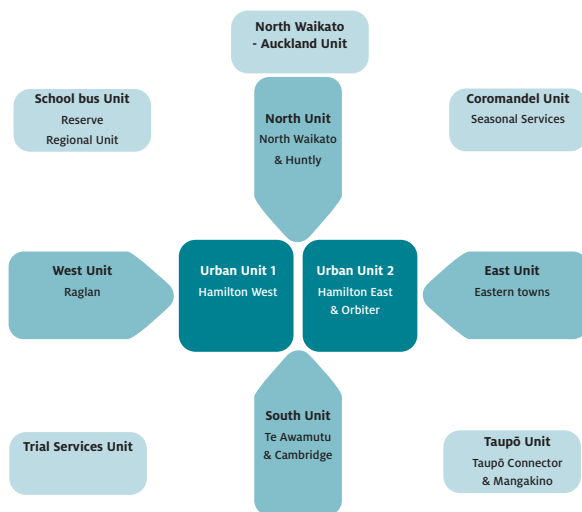 North Waikato
- Auckland Unit
School bus Unit
Reserve
Regional Unit
North Unit
North Waikato
& Huntly
Coromandel Unit
Seasonal Services
West Unit
Raglan
Urban Unit 1
Hamilton West
Urban Unit 2
Hamilton East
& Orbiter
East Unit
Eastern towns
South Unit
Te Awamutu
& Cambridge
Trial Services Unit
Taupō Unit
Taupō Connector
& Mangakino